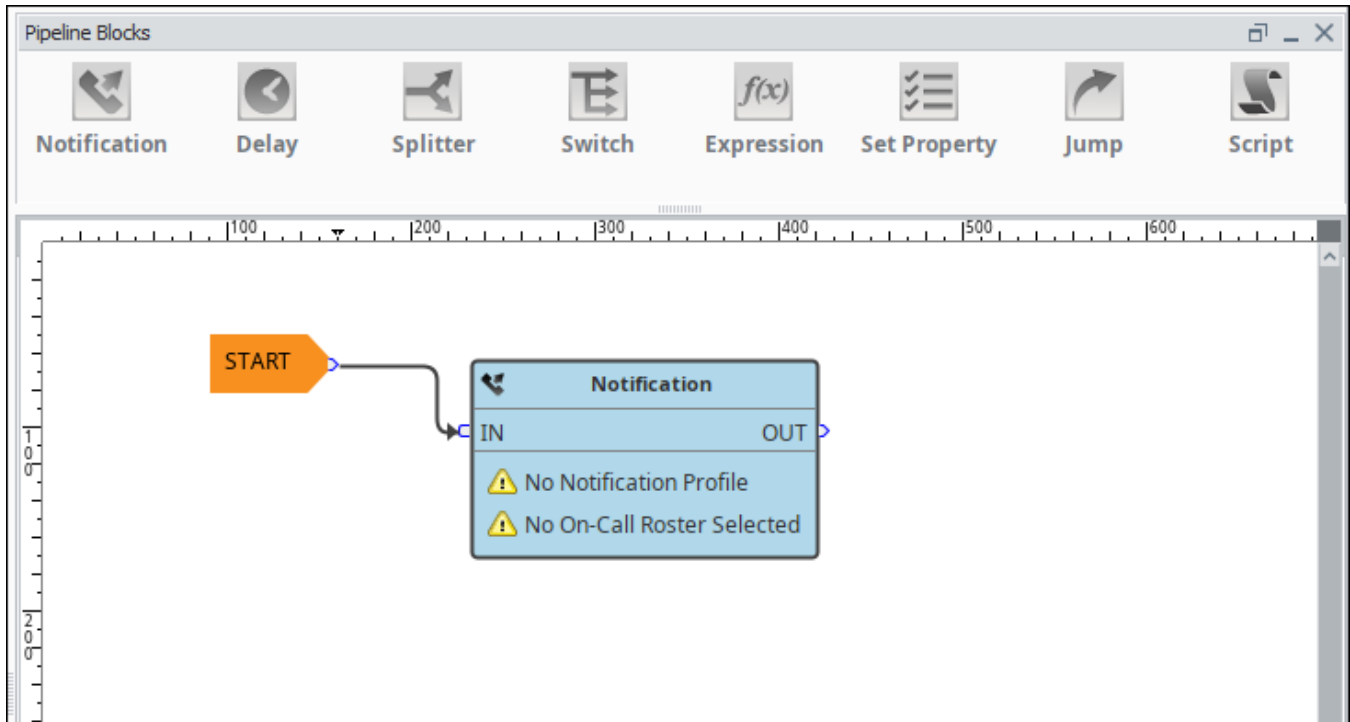 Pipeline Blocks
Notification Delay Splitter Switch f(x) Expression Set Property Jump Script
100 200 300 400 500 600
START
Notification
IN OUT
100
No Notification Profile
No On-Call Roster Selected
200